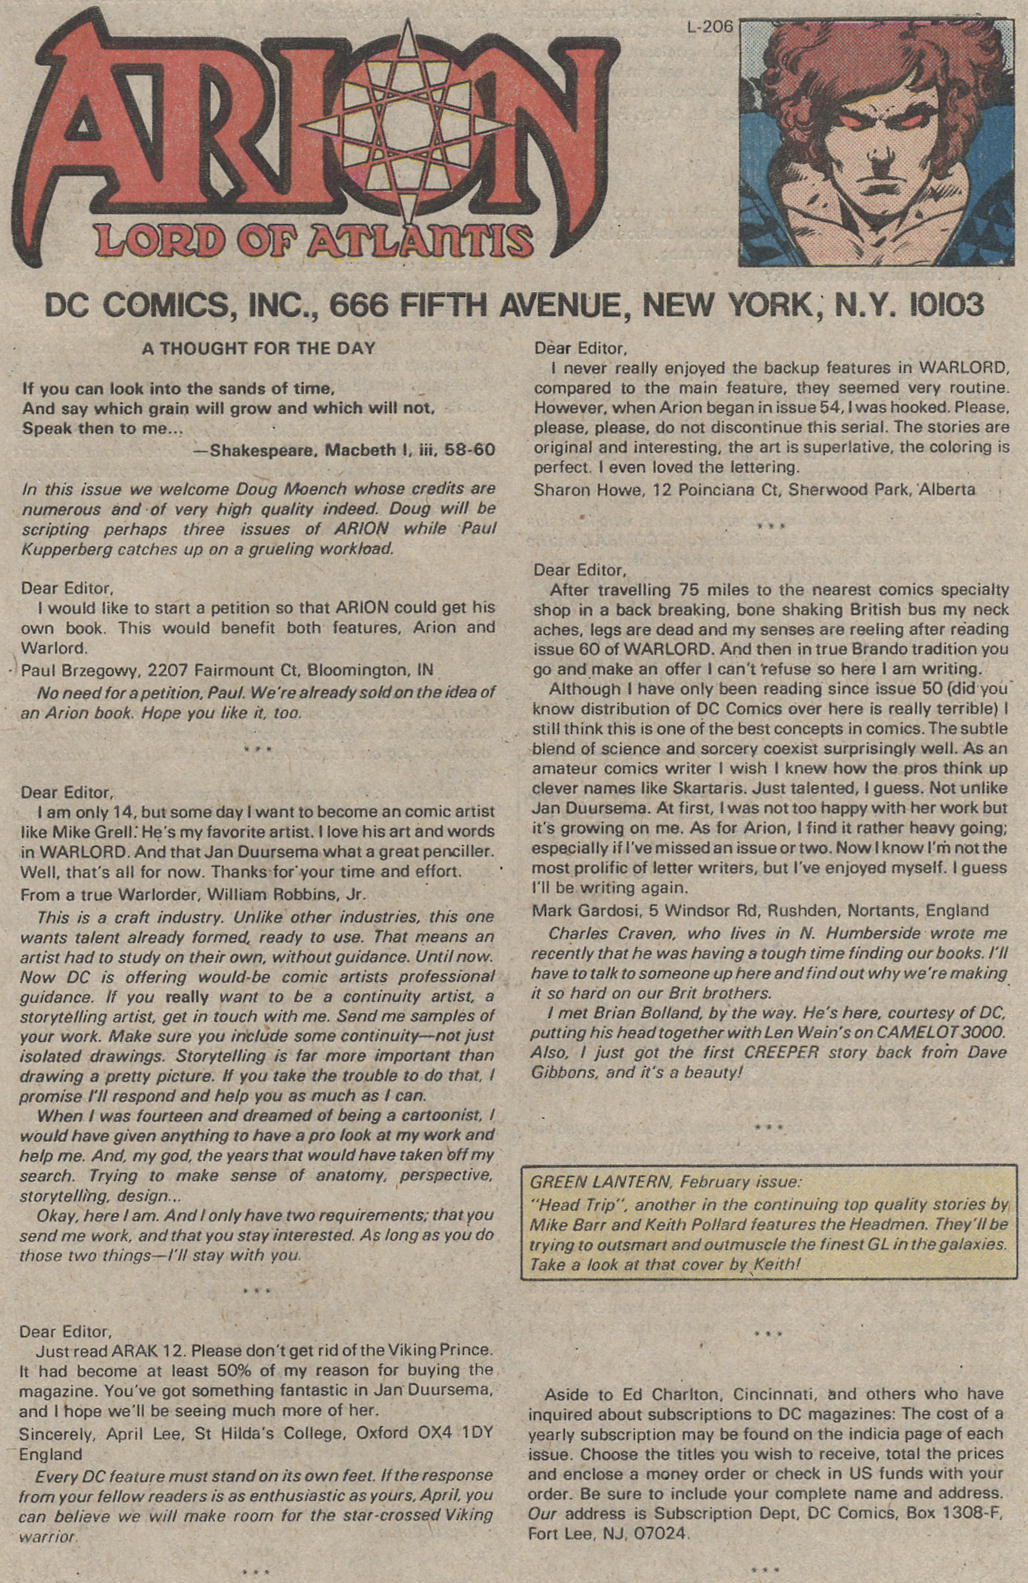 ARION
LORD OF ATLANTIS
L-206
DC COMICS, INC., 666 FIFTH AVENUE, NEW YORK, N.Y. 10103
A THOUGHT FOR THE DAY
If you can look into the sands of time,
And say which grain will grow and which will not,
Speak then to me...
—Shakespeare, Macbeth I, iii, 58-60
In this issue we welcome Doug Moench whose credits are
numerous and of very high quality indeed. Doug will be
scripting perhaps three issues of ARION while Paul
Kupperberg catches up on a grueling workload.
Dear Editor,
I would like to start a petition so that ARION could get his
own book. This would benefit both features, Arion and
Warlord.
Paul Brzegowy, 2207 Fairmount Ct, Bloomington, IN
No need for a petition, Paul. We're already sold on the idea of
an Arion book. Hope you like it, too.
***
Dear Editor,
I am only 14, but some day I want to become an comic artist
like Mike Grell. He's my favorite artist. I love his art and words
in WARLORD. And that Jan Duursema what a great penciller.
Well, that's all for now. Thanks for your time and effort.
From a true Warlorder, William Robbins, Jr.
This is a craft industry. Unlike other industries, this one
wants talent already formed, ready to use. That means an
artist had to study on their own, without guidance. Until now.
Now DC is offering would-be comic artists professional
guidance. If you really want to be a continuity artist, a
storytelling artist, get in touch with me. Send me samples of
your work. Make sure you include some continuity—not just
isolated drawings. Storytelling is far more important than
drawing a pretty picture. If you take the trouble to do that, I
promise I'll respond and help you as much as I can.
When I was fourteen and dreamed of being a cartoonist, I
would have given anything to have a pro look at my work and
help me. And, my god, the years that would have taken off my
search. Trying to make sense of anatomy, perspective,
storytelling, design...
Okay, here I am. And I only have two requirements; that you
send me work, and that you stay interested. As long as you do
those two things—I'll stay with you.
***
Dear Editor,
Just read ARAK 12. Please don't get rid of the Viking Prince.
It had become at least 50% of my reason for buying the
magazine. You've got something fantastic in Jan Duursema,
and I hope we'll be seeing much more of her.
Sincerely, April Lee, St Hilda's College, Oxford OX4 1DY
England
Every DC feature must stand on its own feet. If the response
from your fellow readers is as enthusiastic as yours, April, you
can believe we will make room for the star-crossed Viking
warrior.
***
Dear Editor,
I never really enjoyed the backup features in WARLORD,
compared to the main feature, they seemed very routine.
However, when Arion began in issue 54, I was hooked. Please,
please, please, do not discontinue this serial. The stories are
original and interesting, the art is superlative, the coloring is
perfect. I even loved the lettering.
Sharon Howe, 12 Poinciana Ct, Sherwood Park, Alberta
***
Dear Editor,
After travelling 75 miles to the nearest comics specialty
shop in a back breaking, bone shaking British bus my neck
aches, legs are dead and my senses are reeling after reading
issue 60 of WARLORD. And then in true Brando tradition you
go and make an offer I can't refuse so here I am writing.
Although I have only been reading since issue 50 (did you
know distribution of DC Comics over here is really terrible) I
still think this is one of the best concepts in comics. The subtle
blend of science and sorcery coexist surprisingly well. As an
amateur comics writer I wish I knew how the pros think up
clever names like Skartaris. Just talented, I guess. Not unlike
Jan Duursema. At first, I was not too happy with her work but
it's growing on me. As for Arion, I find it rather heavy going;
especially if I've missed an issue or two. Now I know I'm not the
most prolific of letter writers, but I've enjoyed myself. I guess
I'll be writing again.
Mark Gardosi, 5 Windsor Rd, Rushden, Nortants, England
Charles Craven, who lives in N. Humberside wrote me
recently that he was having a tough time finding our books. I'll
have to talk to someone up here and find out why we're making
it so hard on our Brit brothers.
I met Brian Bolland, by the way. He's here, courtesy of DC,
putting his head together with Len Wein's on CAMELOT 3000.
Also, I just got the first CREEPER story back from Dave
Gibbons, and it's a beauty!
***
GREEN LANTERN, February issue:
"Head Trip", another in the continuing top quality stories by
Mike Barr and Keith Pollard features the Headmen. They'll be
trying to outsmart and outmuscle the finest GL in the galaxies.
Take a look at that cover by Keith!
***
Aside to Ed Charlton, Cincinnati, and others who have
inquired about subscriptions to DC magazines: The cost of a
yearly subscription may be found on the indicia page of each
issue. Choose the titles you wish to receive, total the prices
and enclose a money order or check in US funds with your
order. Be sure to include your complete name and address.
Our address is Subscription Dept, DC Comics, Box 1308-F,
Fort Lee, NJ, 07024.
***